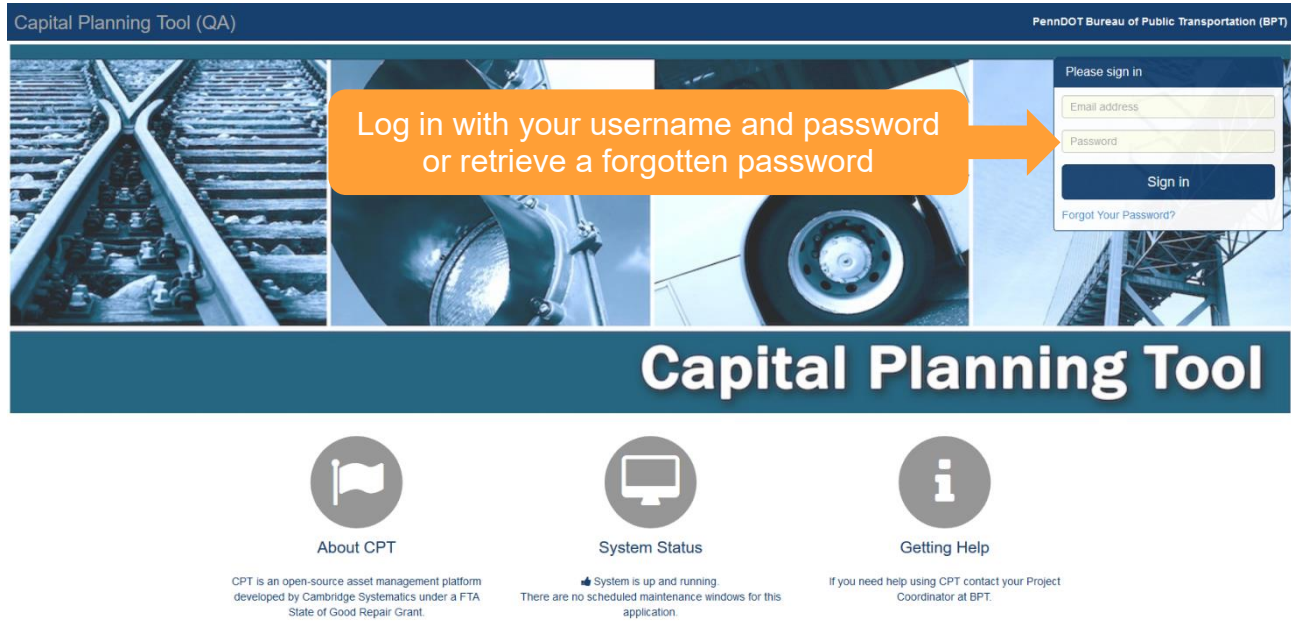 Capital Planning Tool (QA)
PennDOT Bureau of Public Transportation (BPT)
Please sign in
Email address
Password
Sign in
Forgot Your Password?
Log in with your username and password
or retrieve a forgotten password
Capital Planning Tool
About CPT
CPT is an open-source asset management platform
developed by Cambridge Systematics under a FTA
State of Good Repair Grant.
System Status
System is up and running.
There are no scheduled maintenance windows for this
application.
Getting Help
If you need help using CPT contact your Project
Coordinator at BPT.